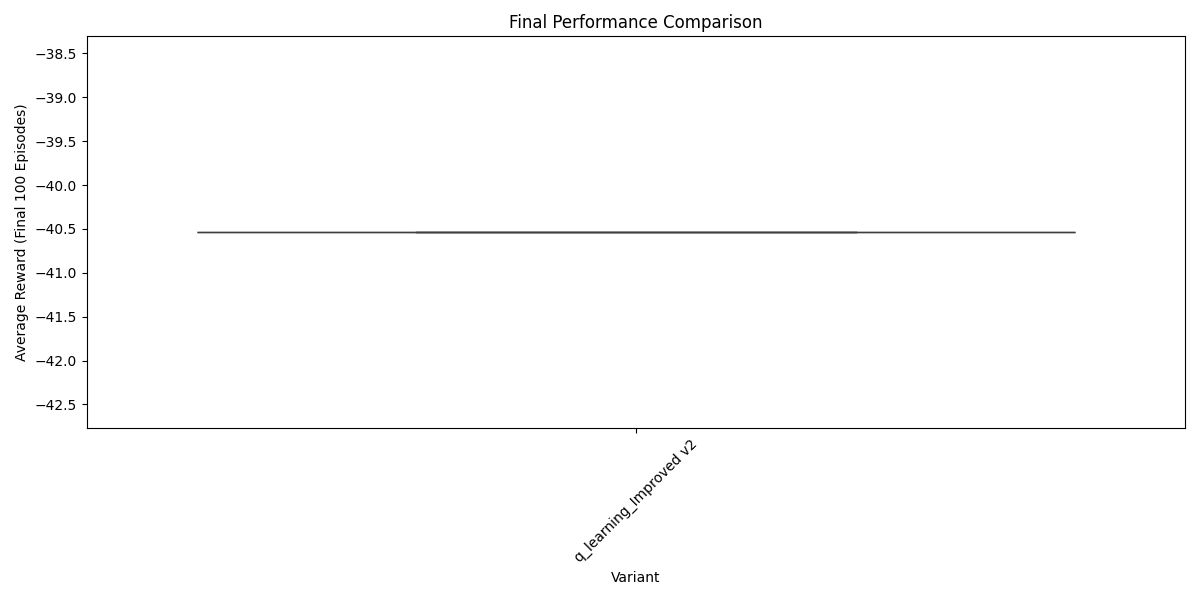 Final Performance Comparison
Average Reward (Final 100 Episodes)
−38.5
−39.0
−39.5
−40.0
−40.5
−41.0
−41.5
−42.0
−42.5
q_learning_Improved v2
Variant